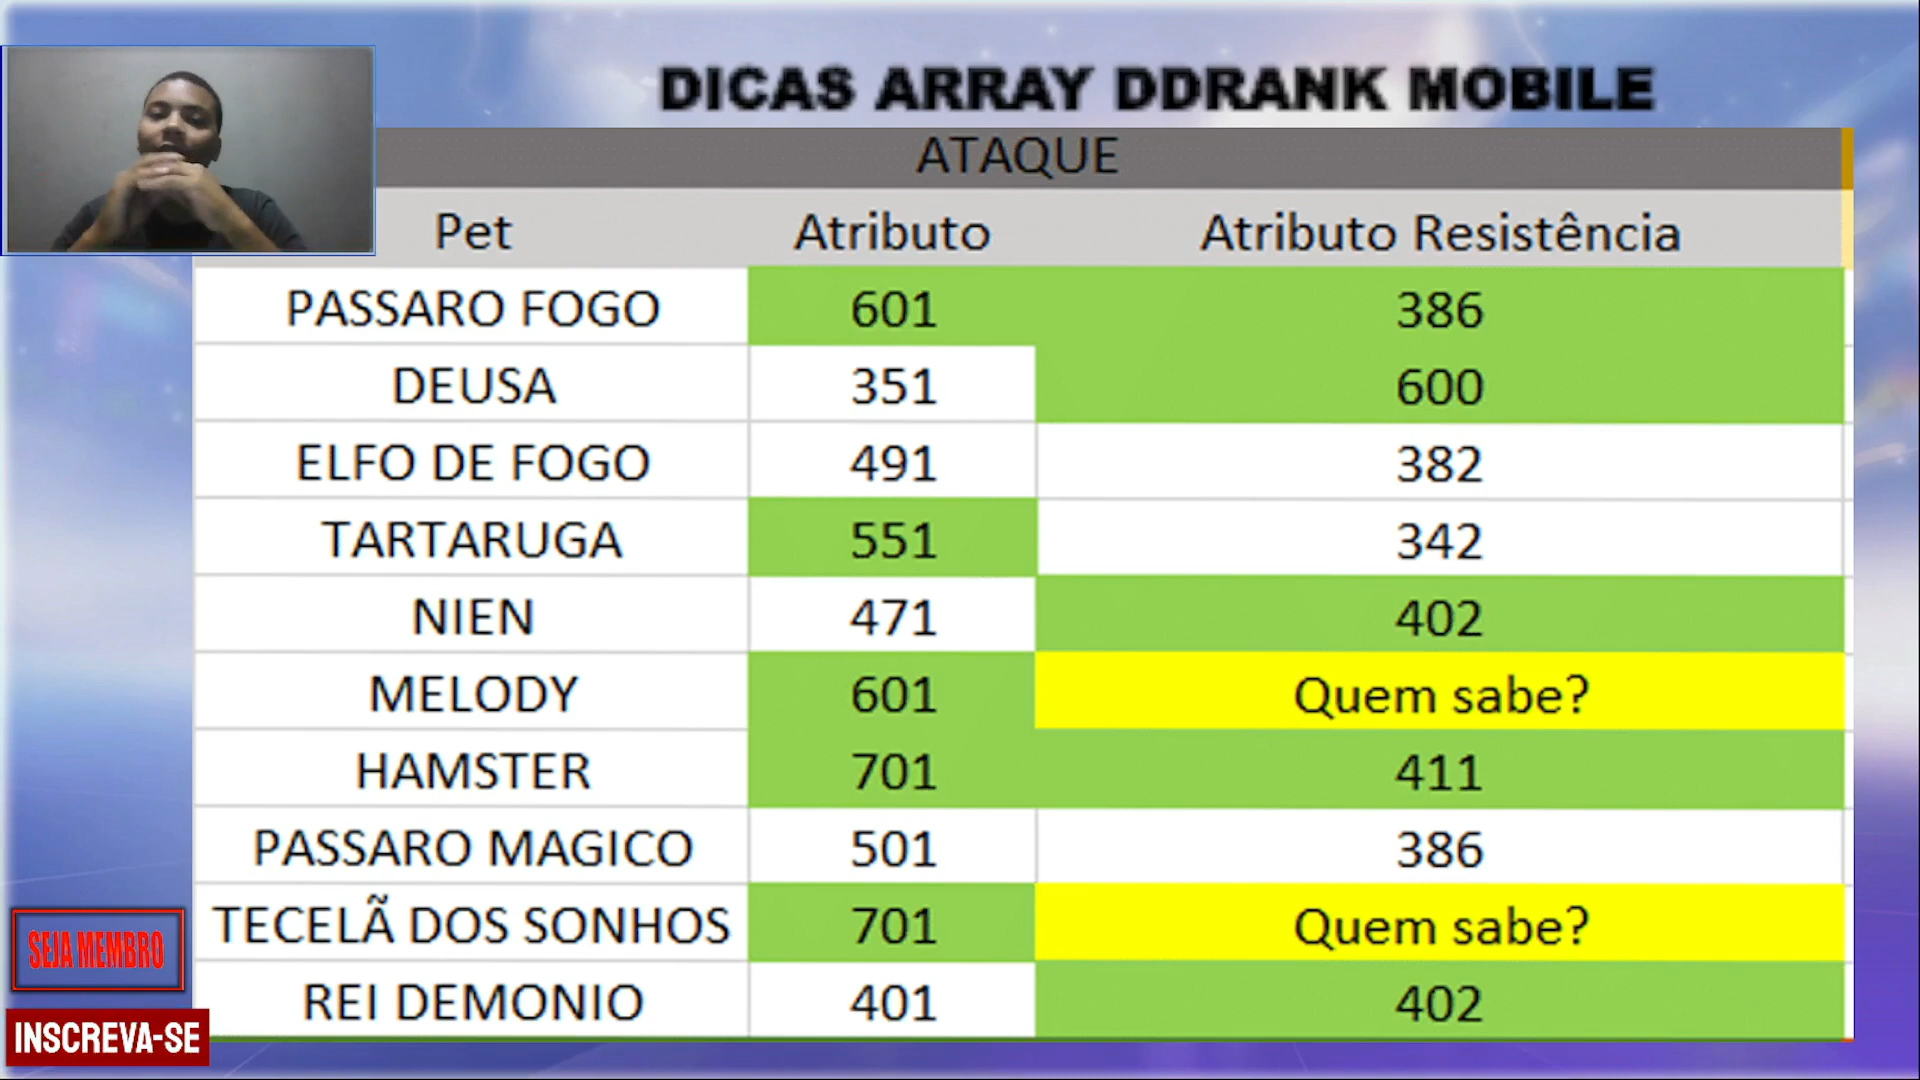 DICAS ARRAY DDRANK MOBILE
ATAQUE
Pet Atributo Atributo Resistência
PASSARO FOGO 601 386
DEUSA 351 600
ELFO DE FOGO 491 382
TARTARUGA 551 342
NIEN 471 402
MELODY 601 Quem sabe?
HAMSTER 701 411
PASSARO MAGICO 501 386
TECELÃ DOS SONHOS 701 Quem sabe?
REI DEMONIO 401 402
SEJA MEMBRO
INSCREVA-SE